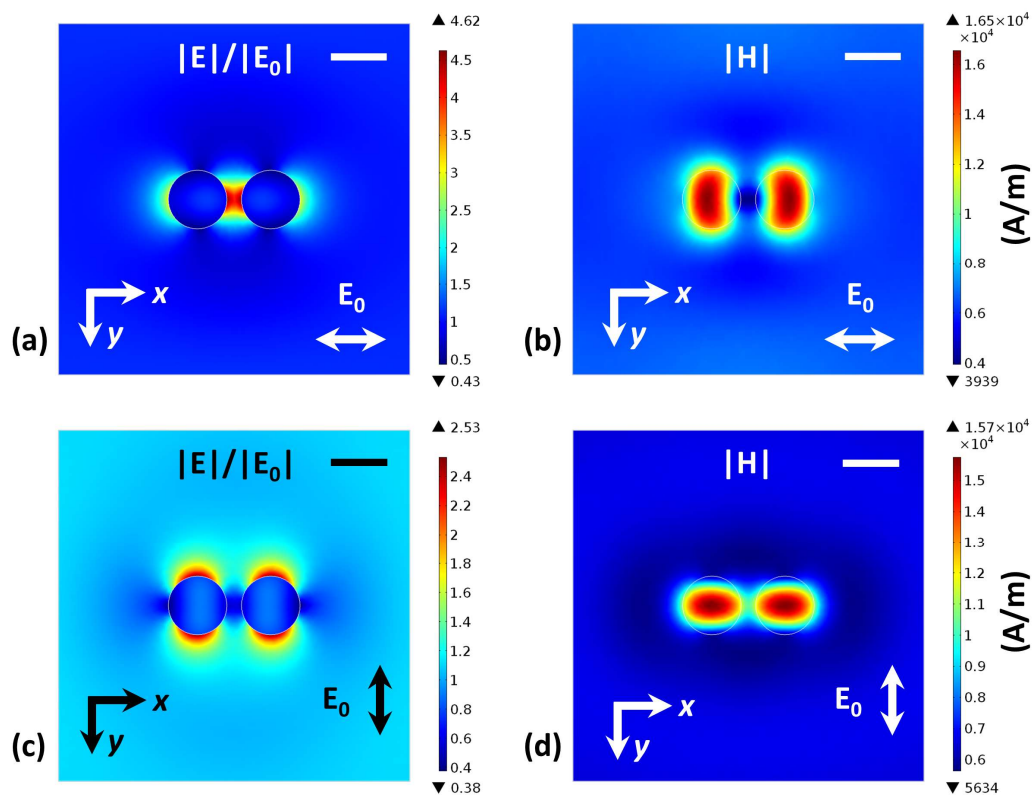 ▲ 4.62
|E|/|E₀|
4.5
4
3.5
3
2.5
2
1.5
1
0.5
▼ 0.43
x
y
E₀
(a)
▲ 1.65×10⁴
×10⁴
|H|
1.6
1.4
1.2
1
0.8
0.6
0.4
▼ 3939
(A/m)
x
y
E₀
(b)
▲ 2.53
|E|/|E₀|
2.4
2.2
2
1.8
1.6
1.4
1.2
1
0.8
0.6
0.4
▼ 0.38
x
y
E₀
(c)
▲ 1.57×10⁴
×10⁴
|H|
1.5
1.4
1.3
1.2
1.1
1
0.9
0.8
0.7
0.6
▼ 5634
(A/m)
x
y
E₀
(d)